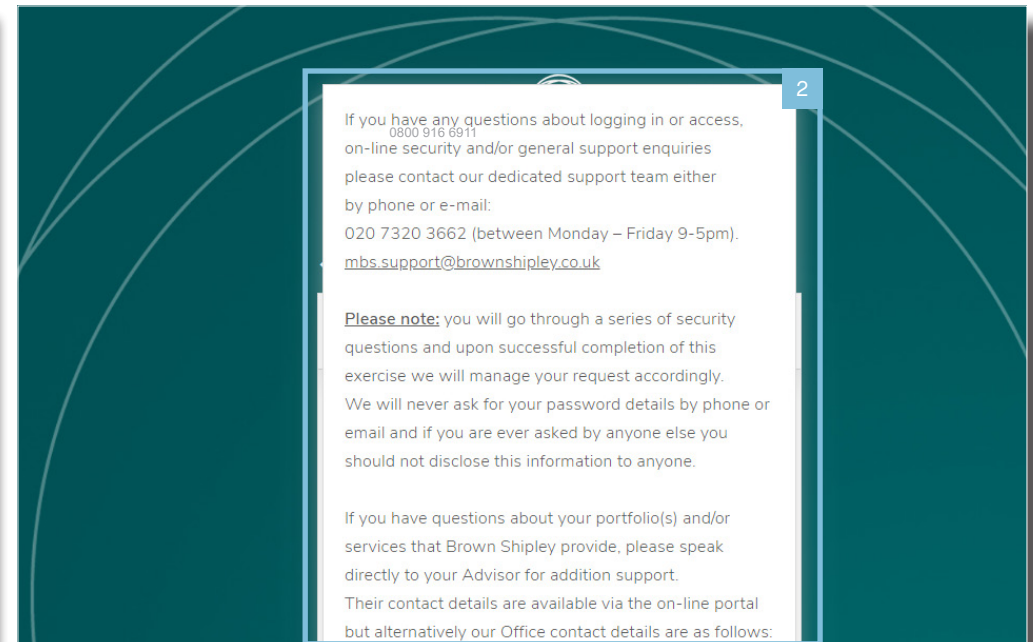 2
If you have any questions about logging in or access,
0800 916 6911
on-line security and/or general support enquiries
please contact our dedicated support team either
by phone or e-mail:
020 7320 3662 (between Monday – Friday 9-5pm).
mbs.support@brownshipley.co.uk
Please note: you will go through a series of security
questions and upon successful completion of this
exercise we will manage your request accordingly.
We will never ask for your password details by phone or
email and if you are ever asked by anyone else you
should not disclose this information to anyone.
If you have questions about your portfolio(s) and/or
services that Brown Shipley provide, please speak
directly to your Advisor for addition support.
Their contact details are available via the on-line portal
but alternatively our Office contact details are as follows: